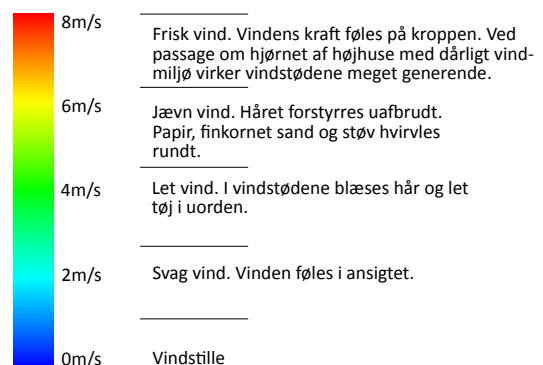 8m/s
Frisk vind. Vindens kraft føles på kroppen. Ved
passage om hjørnet af højhuse med dårligt vind-
miljø virker vindstødene meget generende.
6m/s
Jævn vind. Håret forstyrres uafbrudt.
Papir, finkornet sand og støv hvirvles
rundt.
4m/s
Let vind. I vindstødene blæses hår og let
tøj i uorden.
2m/s
Svag vind. Vinden føles i ansigtet.
0m/s
Vindstille